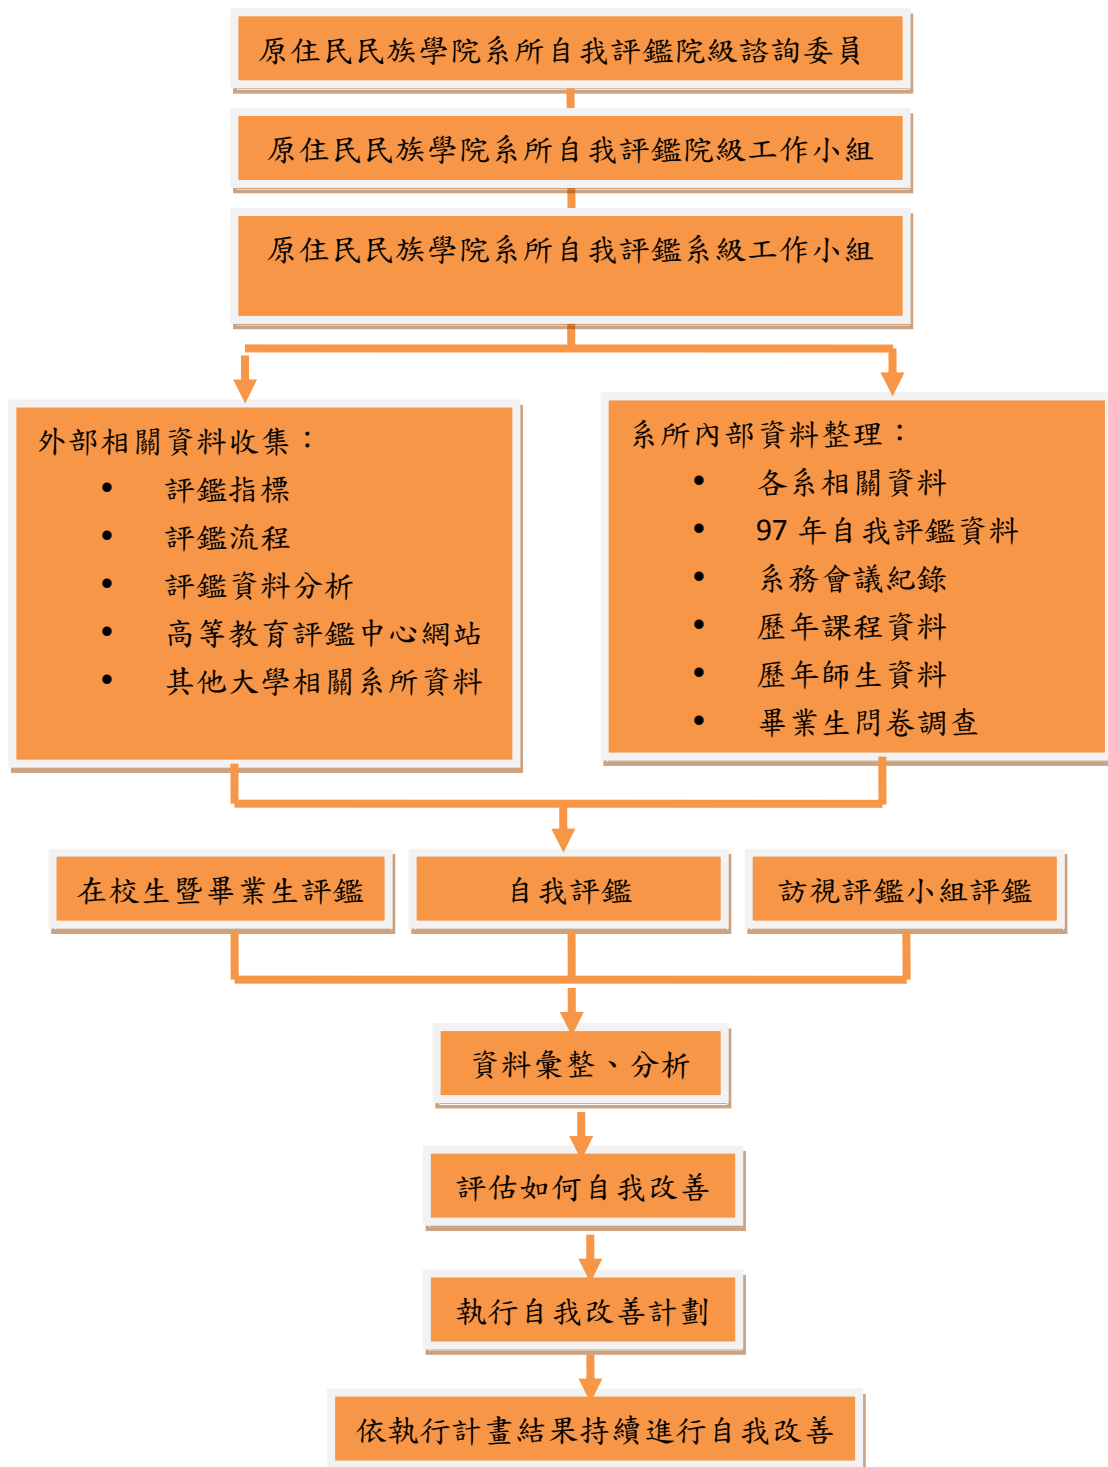 原住民民族學院系所自我評鑑院級諮詢委員
原住民民族學院系所自我評鑑院級工作小組
原住民民族學院系所自我評鑑系級工作小組
外部相關資料收集：
• 評鑑指標
• 評鑑流程
• 評鑑資料分析
• 高等教育評鑑中心網站
• 其他大學相關系所資料
系所內部資料整理：
• 各系相關資料
• 97 年自我評鑑資料
• 系務會議紀錄
• 歷年課程資料
• 歷年師生資料
• 畢業生問卷調查
在校生暨畢業生評鑑
自我評鑑
訪視評鑑小組評鑑
資料彙整、分析
評估如何自我改善
執行自我改善計劃
依執行計畫結果持續進行自我改善